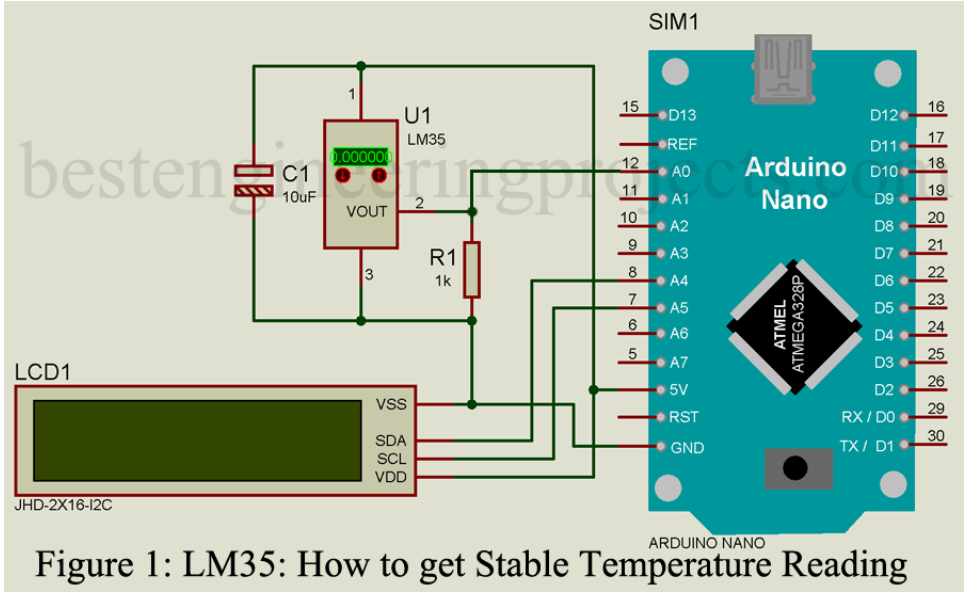 SIM1
bestengineeringprojects.com
1
U1
LM35
0.000000
C1
10uF
VOUT
2
3
R1
1k
15 D13
REF
12 A0
11 A1
10 A2
9 A3
8 A4
7 A5
6 A6
5 A7
5V
RST
GND
Arduino
Nano
ATMEL
ATMEGA328P
D12 16
D11 17
D10 18
D9 19
D8 20
D7 21
D6 22
D5 23
D4 24
D3 25
D2 26
RX / D0 29
TX / D1 30
LCD1
VSS
SDA
SCL
VDD
JHD-2X16-I2C
ARDUINO NANO
Figure 1: LM35: How to get Stable Temperature Reading